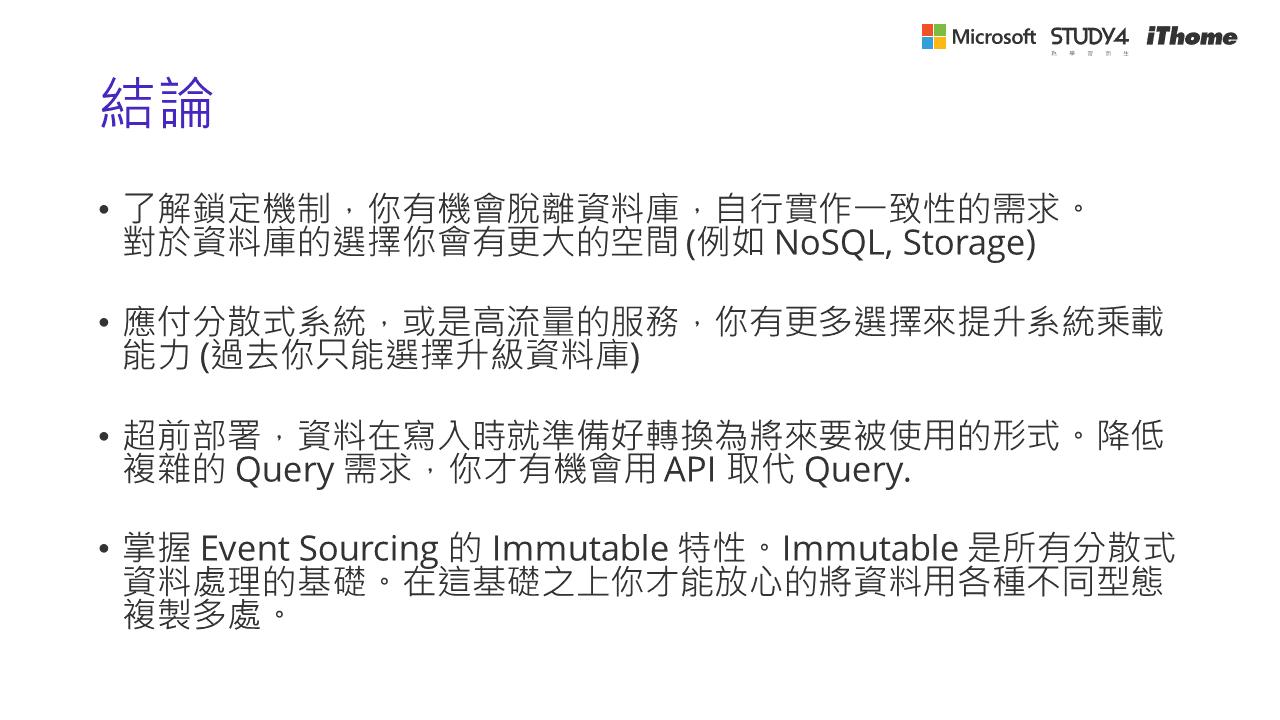 Microsoft STUDY4 iThome
為 學 習 而 生
結論
• 了解鎖定機制，你有機會脫離資料庫，自行實作一致性的需求。
對於資料庫的選擇你會有更大的空間 (例如 NoSQL, Storage)
• 應付分散式系統，或是高流量的服務，你有更多選擇來提升系統乘載
能力 (過去你只能選擇升級資料庫)
• 超前部署，資料在寫入時就準備好轉換為將來要被使用的形式。降低
複雜的 Query 需求，你才有機會用 API 取代 Query.
• 掌握 Event Sourcing 的 Immutable 特性。Immutable 是所有分散式
資料處理的基礎。在這基礎之上你才能放心的將資料用各種不同型態
複製多處。